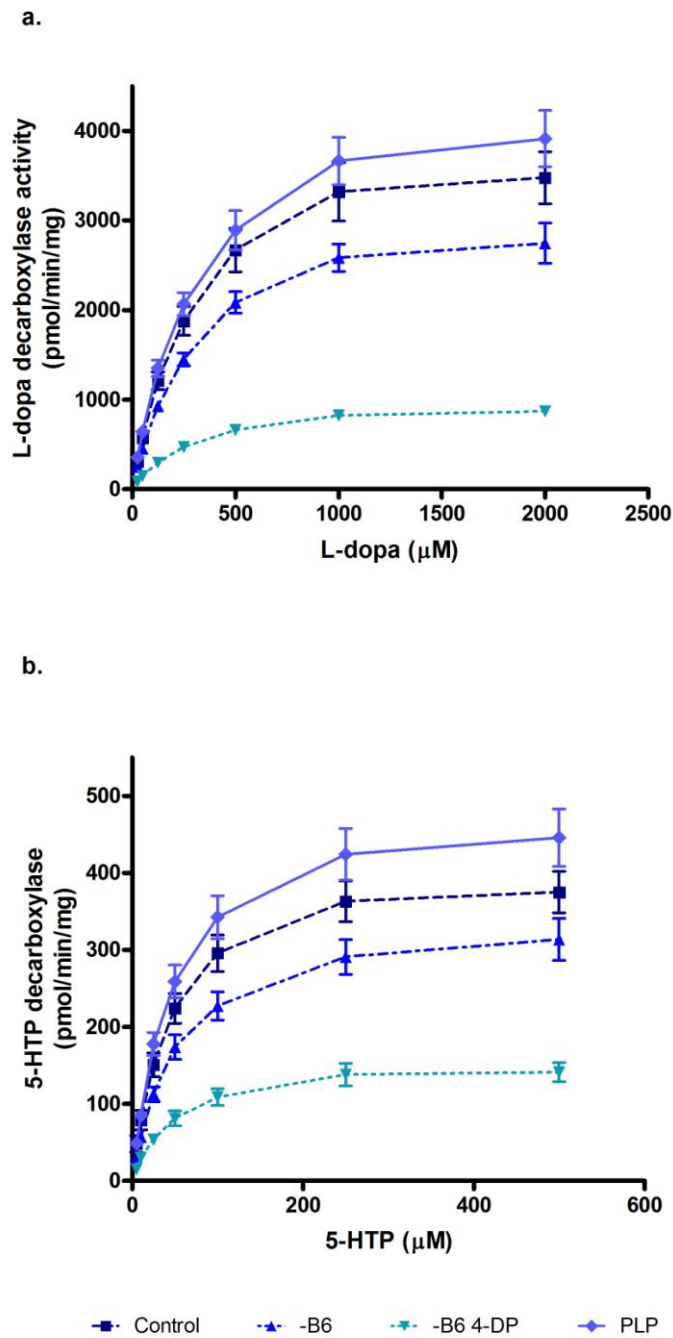 a.
L-dopa decarboxylase activity
(pmol/min/mg)
4000
3000
2000
1000
0
0 500 1000 1500 2000 2500
L-dopa (μM)
b.
5-HTP decarboxylase
(pmol/min/mg)
500
400
300
200
100
0
0 200 400 600
5-HTP (μM)
Control -B6 -B6 4-DP PLP